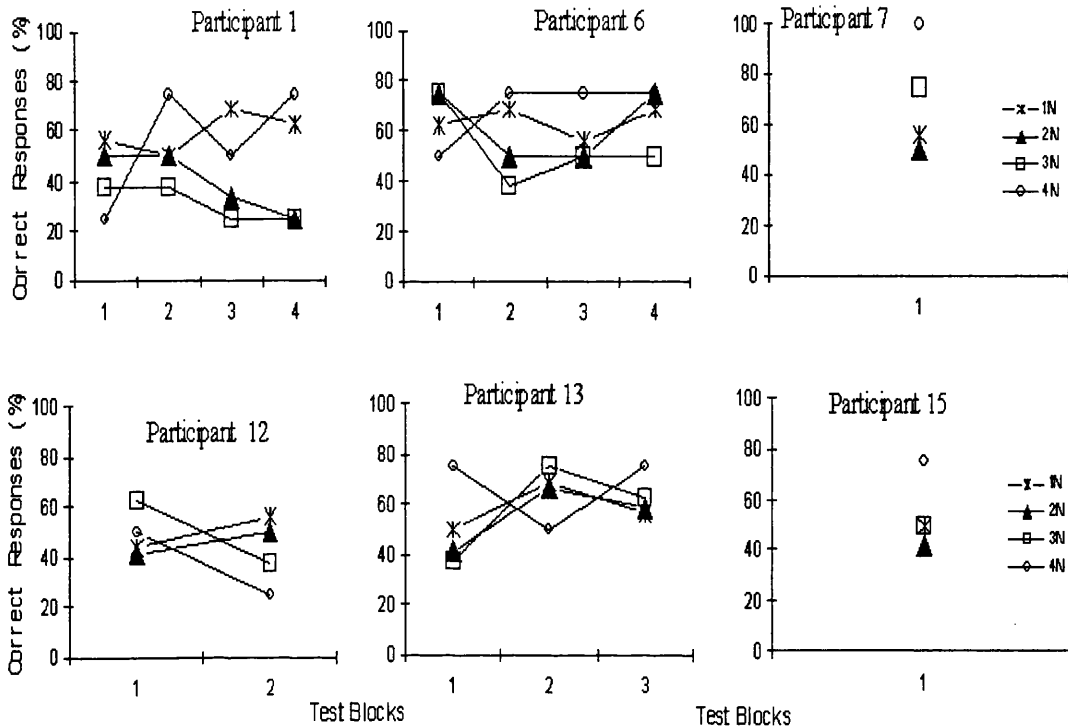 Participant 1
Correct Responses (%)
100
80
60
40
20
0
1 2 3 4
Participant 6
100
80
60
40
20
0
1 2 3 4
Participant 7
100
80
60
40
20
0
1
1N
2N
3N
4N
Participant 12
Correct Responses (%)
100
80
60
40
20
0
1 2
Participant 13
100
80
60
40
20
0
1 2 3
Participant 15
100
80
60
40
20
0
1
1N
2N
3N
4N
Test Blocks
Test Blocks